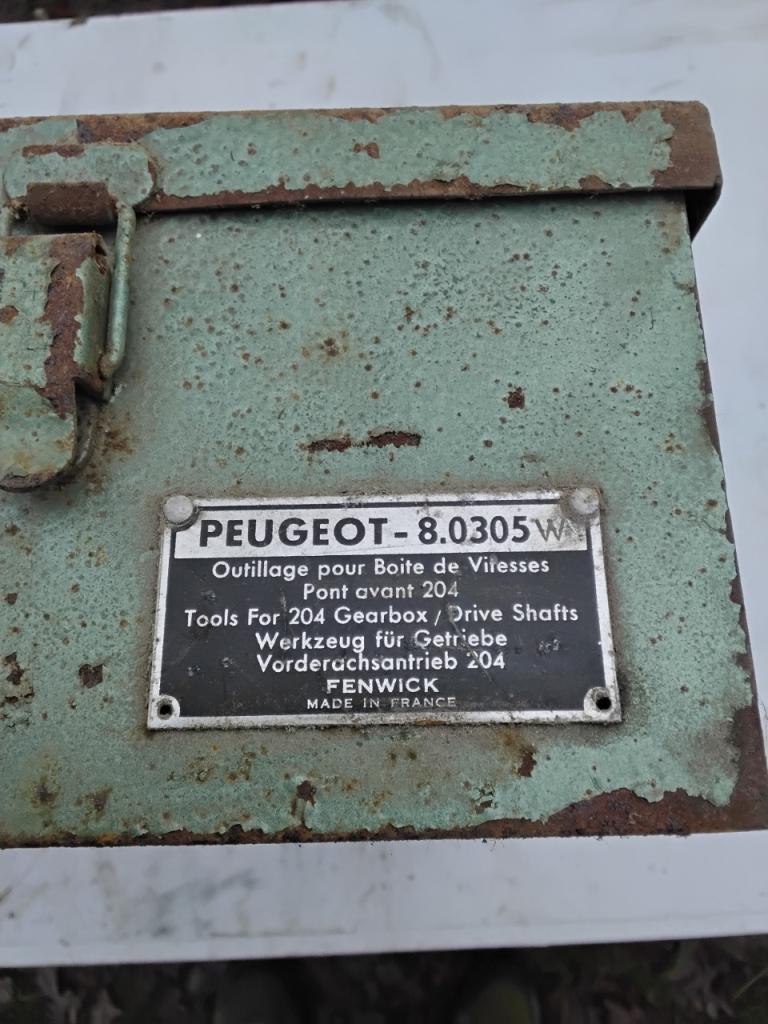 PEUGEOT - 8.0305 W
Outillage pour Boite de Vitesses
Pont avant 204
Tools For 204 Gearbox / Drive Shafts
Werkzeug für Getriebe
Vorderachsantrieb 204
FENWICK
MADE IN FRANCE